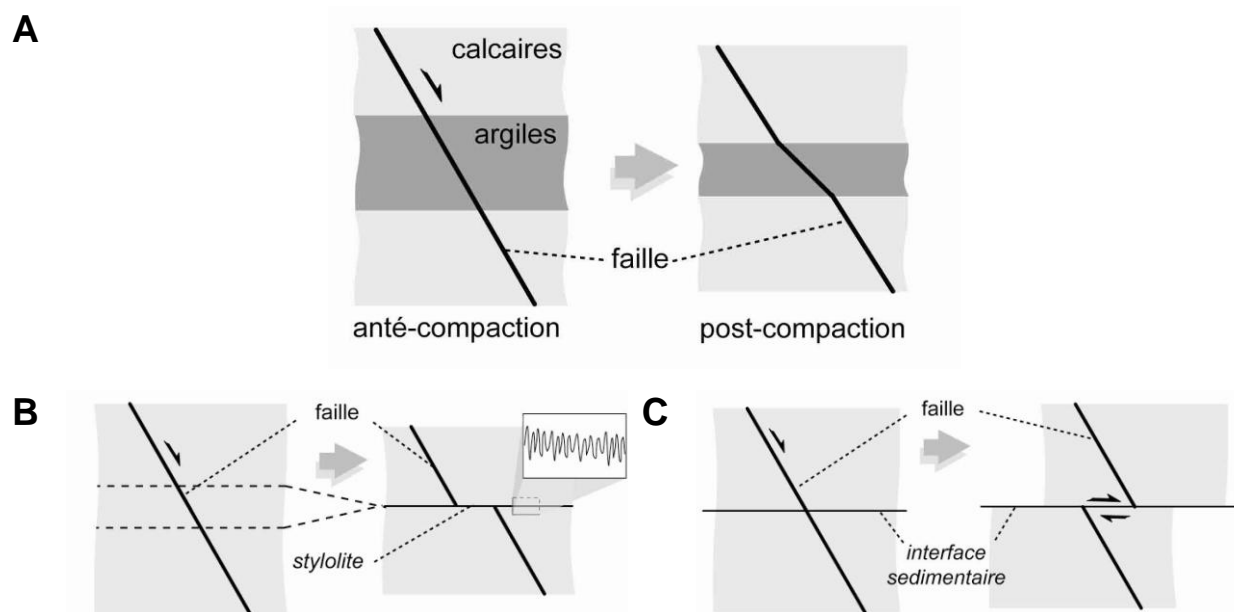 A
calcaires
argiles
faille
anté-compaction
post-compaction
B
faille
stylolite
C
faille
interface
sedimentaire